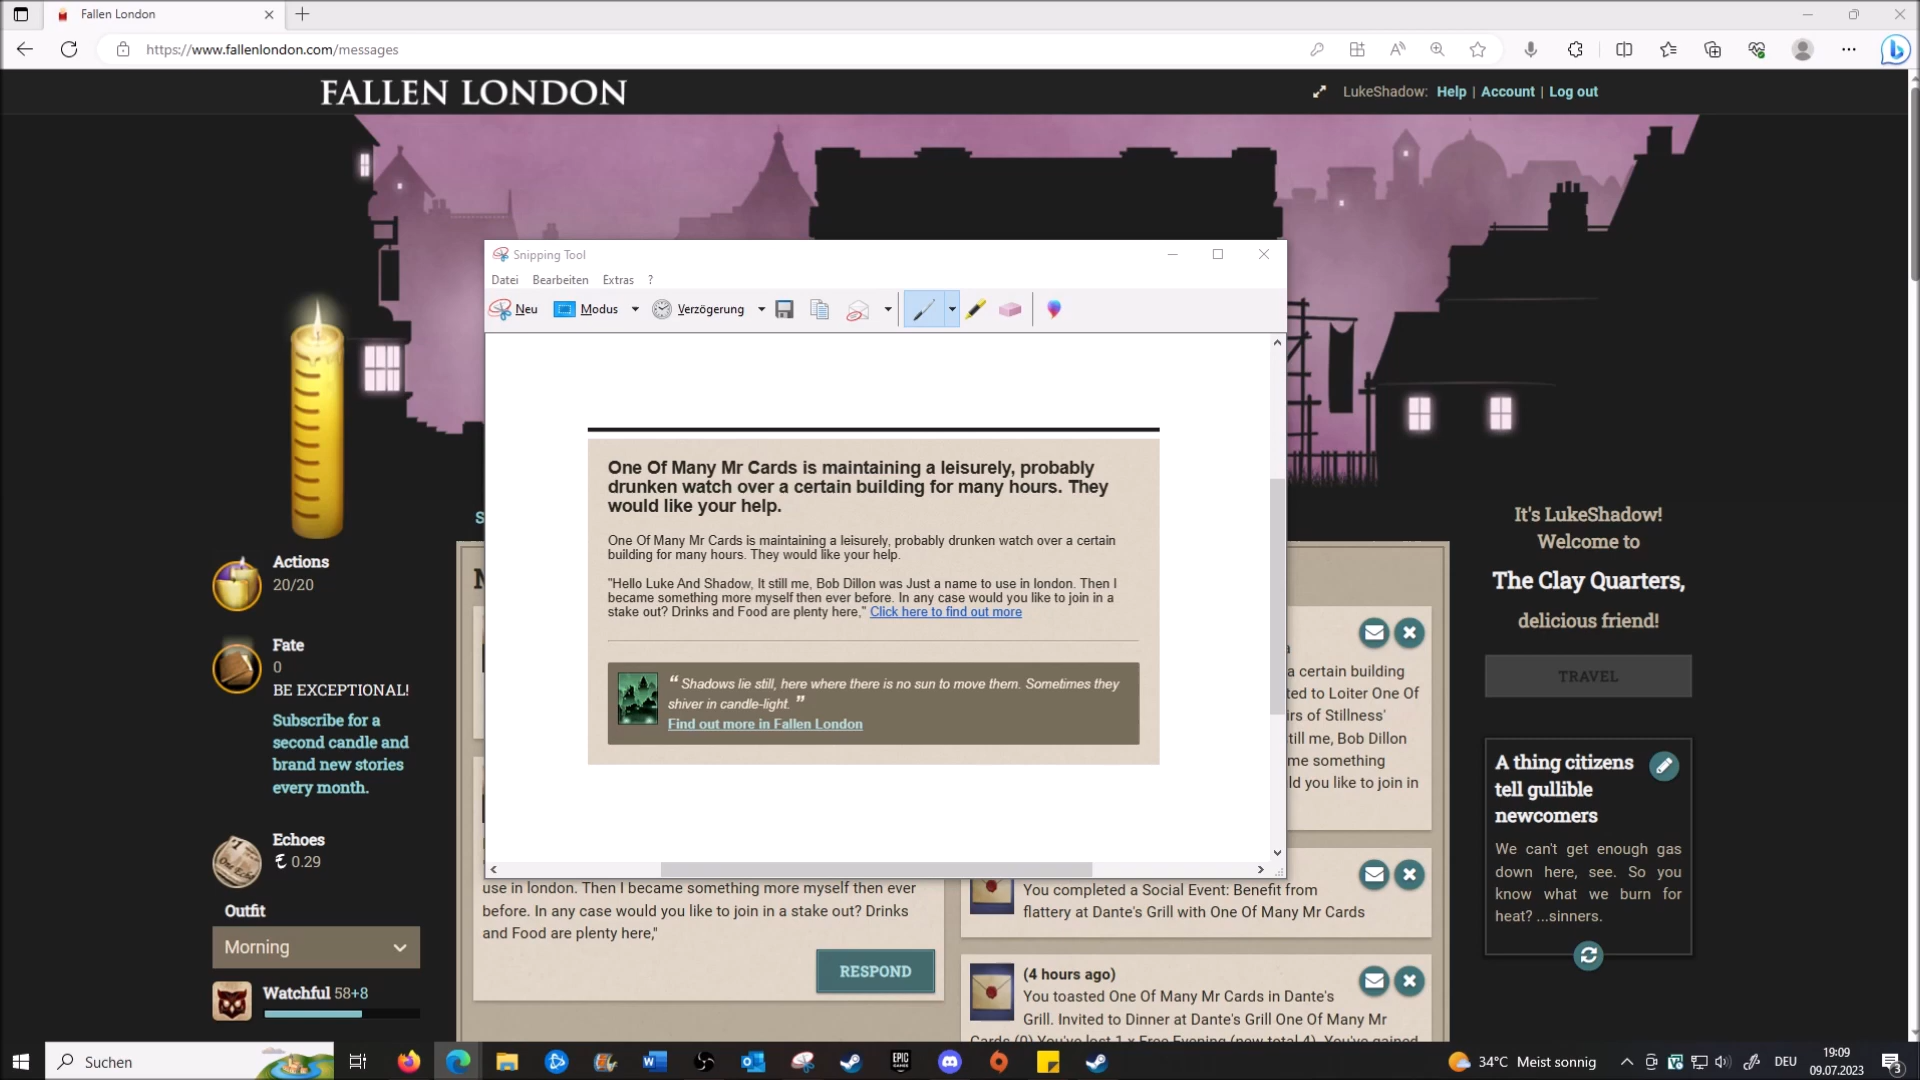 Fallen London
https://www.fallenlondon.com/messages
FALLEN LONDON
LukeShadow: Help | Account | Log out
Snipping Tool
Datei Bearbeiten Extras ?
Neu Modus Verzögerung
One Of Many Mr Cards is maintaining a leisurely, probably
drunken watch over a certain building for many hours. They
would like your help.
One Of Many Mr Cards is maintaining a leisurely, probably drunken watch over a certain
building for many hours. They would like your help.
"Hello Luke And Shadow, It still me, Bob Dillon was Just a name to use in london. Then I
became something more myself then ever before. In any case would you like to join in a
stake out? Drinks and Food are plenty here," Click here to find out more
“ Shadows lie still, here where there is no sun to move them. Sometimes they
shiver in candle-light. ”
Find out more in Fallen London
Actions
20/20
Fate
0
BE EXCEPTIONAL!
Subscribe for a
second candle and
brand new stories
every month.
Echoes
0.29
Outfit
Morning
Watchful 58+8
use in london. Then I became something more myself then ever
before. In any case would you like to join in a stake out? Drinks
and Food are plenty here,"
RESPOND
a certain building
ted to Loiter One Of
rs of Stillness'
till me, Bob Dillon
me something
ld you like to join in
You completed a Social Event: Benefit from
flattery at Dante's Grill with One Of Many Mr Cards
(4 hours ago)
You toasted One Of Many Mr Cards in Dante's
Grill. Invited to Dinner at Dante's Grill One Of Many Mr
Cards (0) You've lost 1 x Free Evening (new total 4). You've gained
It's LukeShadow!
Welcome to
The Clay Quarters,
delicious friend!
TRAVEL
A thing citizens
tell gullible
newcomers
We can't get enough gas
down here, see. So you
know what we burn for
heat? ...sinners.
Suchen
34°C Meist sonnig
DEU
19:09
09.07.2023
3